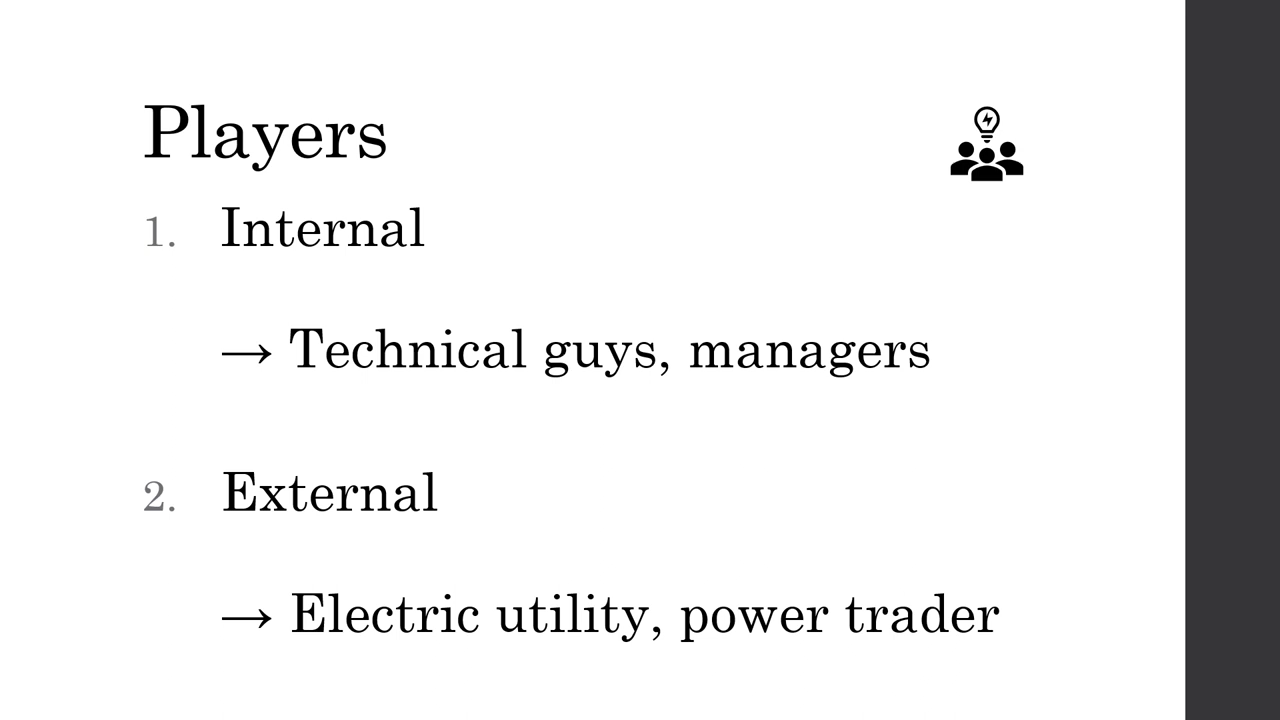 Players
1. Internal
→ Technical guys, managers
2. External
→ Electric utility, power trader